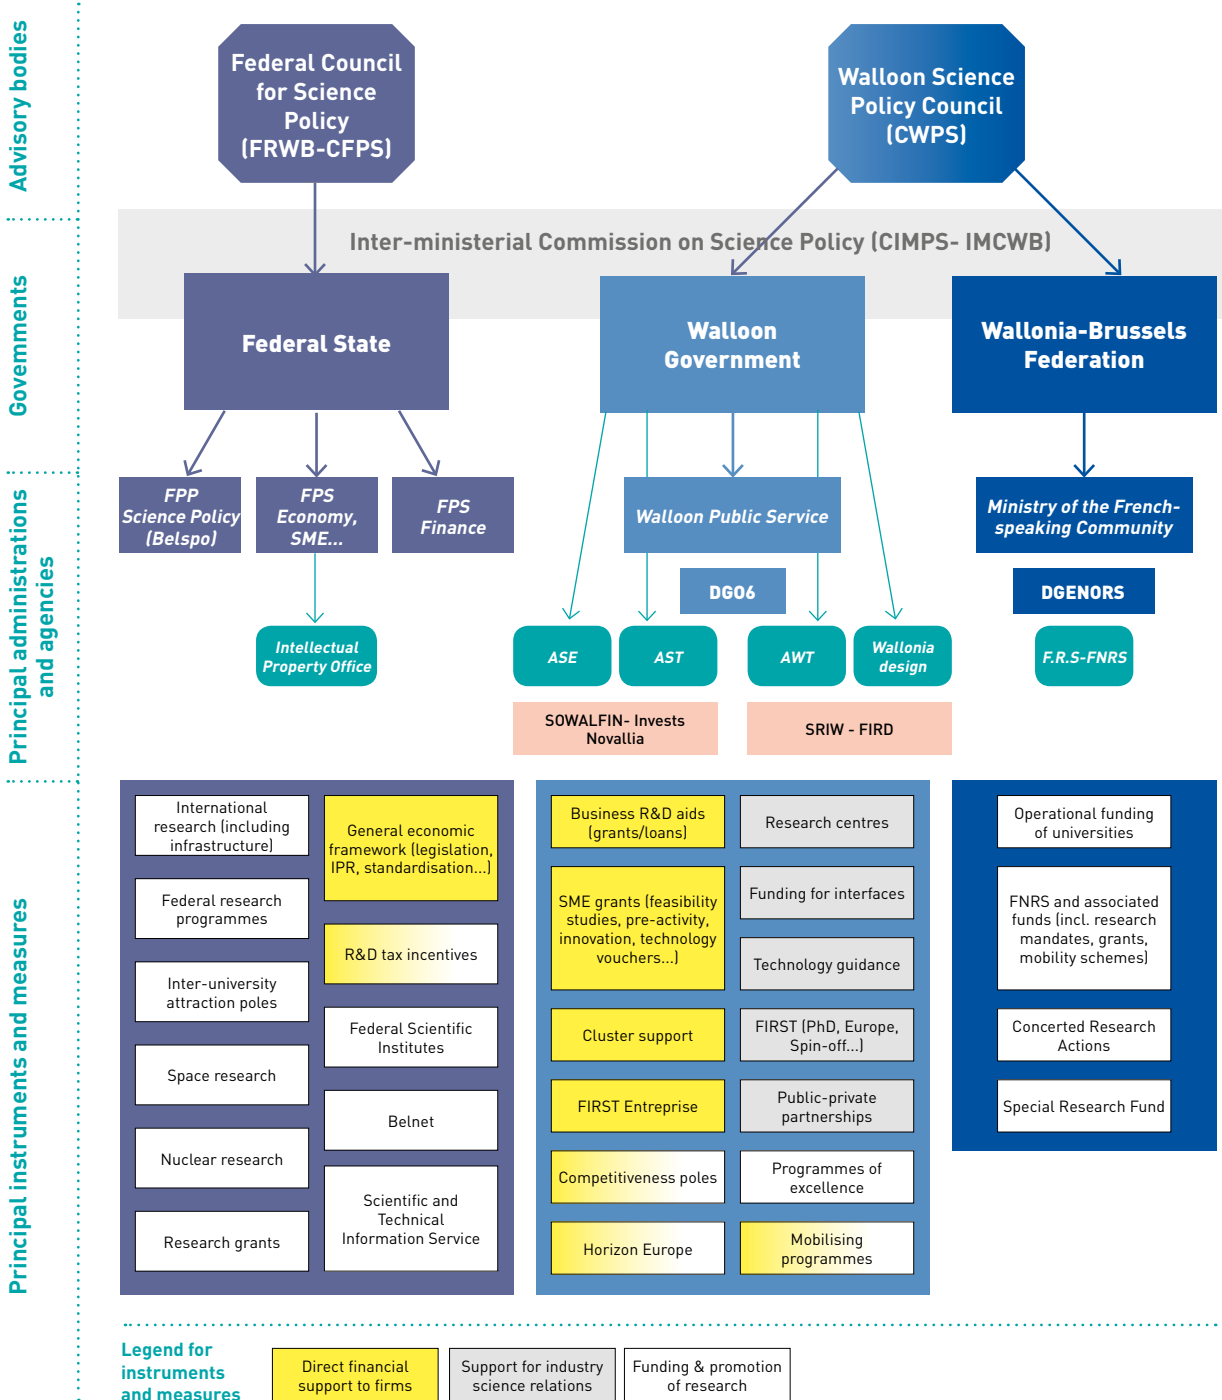 Advisory bodies
Federal Council
for Science
Policy
(FRWB-CFPS)
Walloon Science
Policy Council
(CWPS)
Inter-ministerial Commission on Science Policy (CIMPS- IMCWB)
Governments
Federal State
Walloon
Government
Wallonia-Brussels
Federation
Principal administrations
and agencies
FPP
Science Policy
(Belspo)
FPS
Economy,
SME...
FPS
Finance
Walloon Public Service
Ministry of the French-
speaking Community
DGO6
DGENORS
Intellectual
Property Office
ASE
AST
AWT
Wallonia
design
F.R.S-FNRS
SOWALFIN- Invests
Novallia
SRIW - FIRD
Principal instruments and measures
International
research (including
infrastructure)
Federal research
programmes
Inter-university
attraction poles
Space research
Nuclear research
Research grants
General economic
framework (legislation,
IPR, standardisation...)
R&D tax incentives
Federal Scientific
Institutes
Belnet
Scientific and
Technical
Information Service
Business R&D aids
(grants/loans)
SME grants (feasibility
studies, pre-activity,
innovation, technology
vouchers...)
Cluster support
FIRST Entreprise
Competitiveness poles
Horizon Europe
Research centres
Funding for interfaces
Technology guidance
FIRST (PhD, Europe,
Spin-off...)
Public-private
partnerships
Programmes of
excellence
Mobilising
programmes
Operational funding
of universities
FNRS and associated
funds (incl. research
mandates, grants,
mobility schemes)
Concerted Research
Actions
Special Research Fund
Legend for
instruments
and measures
Direct financial
support to firms
Support for industry
science relations
Funding & promotion
of research